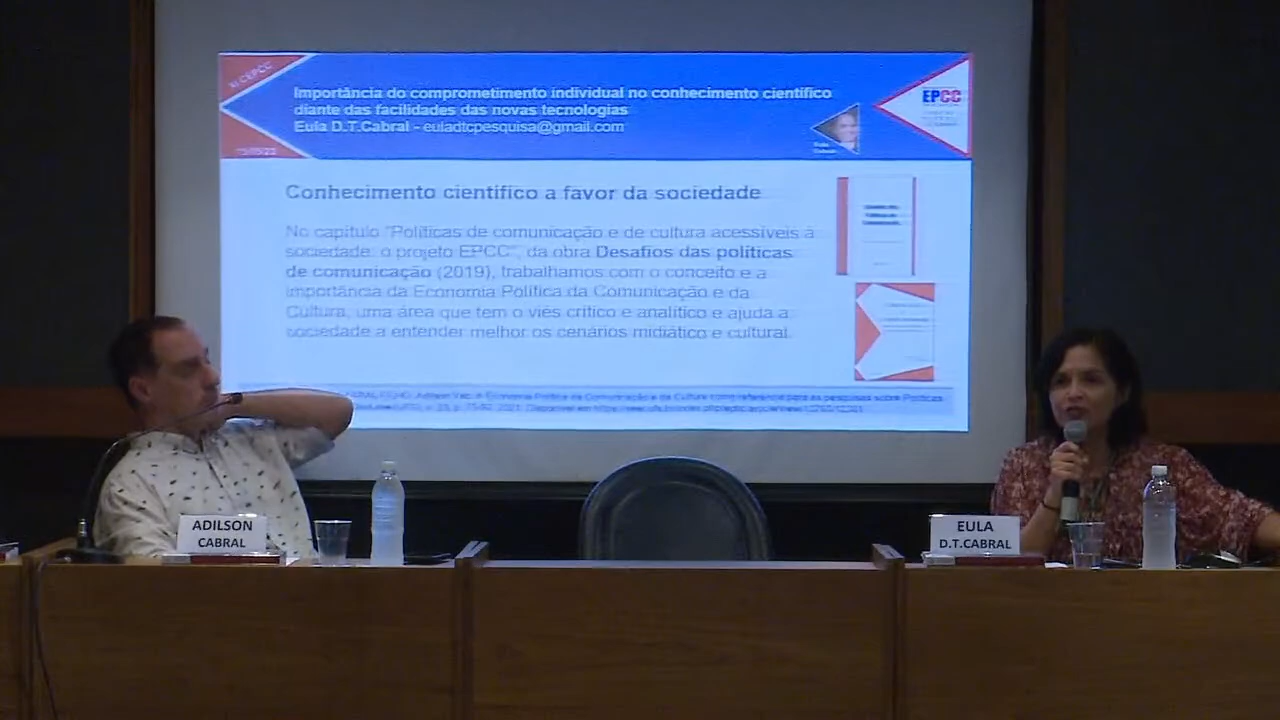 VI CEPCC
Importância do comprometimento individual no conhecimento científico
diante das facilidades das novas tecnologias
Eula D.T.Cabral - euladtcpesquisa@gmail.com
EPCC
Conhecimento científico a favor da sociedade
No capítulo "Políticas de comunicação e de cultura acessíveis à
sociedade: o projeto EPCC", da obra Desafios das políticas
de comunicação (2019), trabalhamos com o conceito e a
importância da Economia Política da Comunicação e da
Cultura, uma área que tem o viés crítico e analítico e ajuda a
sociedade a entender melhor os cenários midiático e cultural.
ADILSON
CABRAL
EULA
D.T.CABRAL